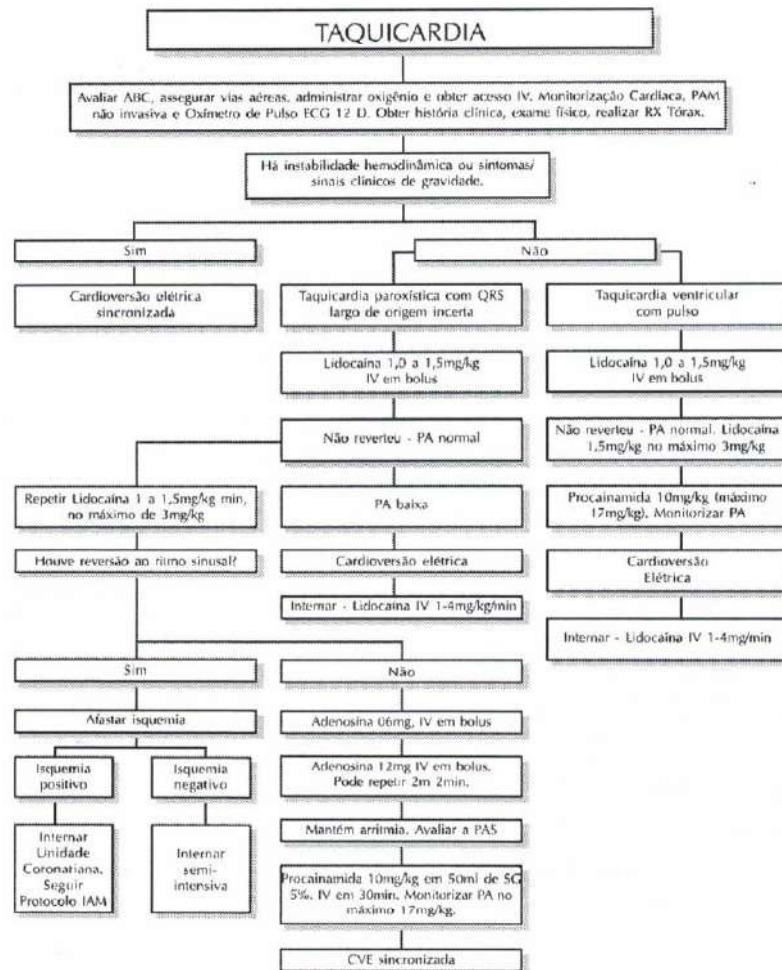 TAQUICARDIA
Avaliar ABC, assegurar vias aéreas, administrar oxigênio e obter acesso IV. Monitorização Cardíaca, PAM
não invasiva e Oxímetro de Pulso ECG 12 D. Obter história clínica, exame físico, realizar RX Tórax.
Há instabilidade hemodinâmica ou sintomas/
sinais clínicos de gravidade.
Sim
Não
Cardioversão elétrica
sincronizada
Taquicardia paroxística com QRS
largo de origem incerta
Taquicardia ventricular
com pulso
Lidocaína 1,0 a 1,5mg/kg
IV em bolus
Lidocaína 1,0 a 1,5mg/kg
IV em bolus
Não reverteu - PA normal
Não reverteu - PA normal. Lidocaína
1,5mg/kg no máximo 3mg/kg
Repetir Lidocaína 1 a 1,5mg/kg min,
no máximo de 3mg/kg
PA baixa
Procainamida 10mg/kg (máximo
17mg/kg). Monitorizar PA
Houve reversão ao ritmo sinusal?
Cardioversão elétrica
Cardioversão
Elétrica
Internar - Lidocaína IV 1-4mg/kg/min
Internar - Lidocaína IV 1-4mg/min
Sim
Não
Afastar isquemia
Adenosina 06mg, IV em bolus
Isquemia
positivo
Isquemia
negativo
Adenosina 12mg IV em bolus.
Pode repetir 2m 2min.
Internar
Unidade
Coronariana.
Seguir
Protocolo IAM
Internar
semi-
intensiva
Mantém arritmia. Avaliar a PAS
Procainamida 10mg/kg em 50ml de SG
5%. IV em 30min. Monitorizar PA no
máximo 17mg/kg.
CVE sincronizada